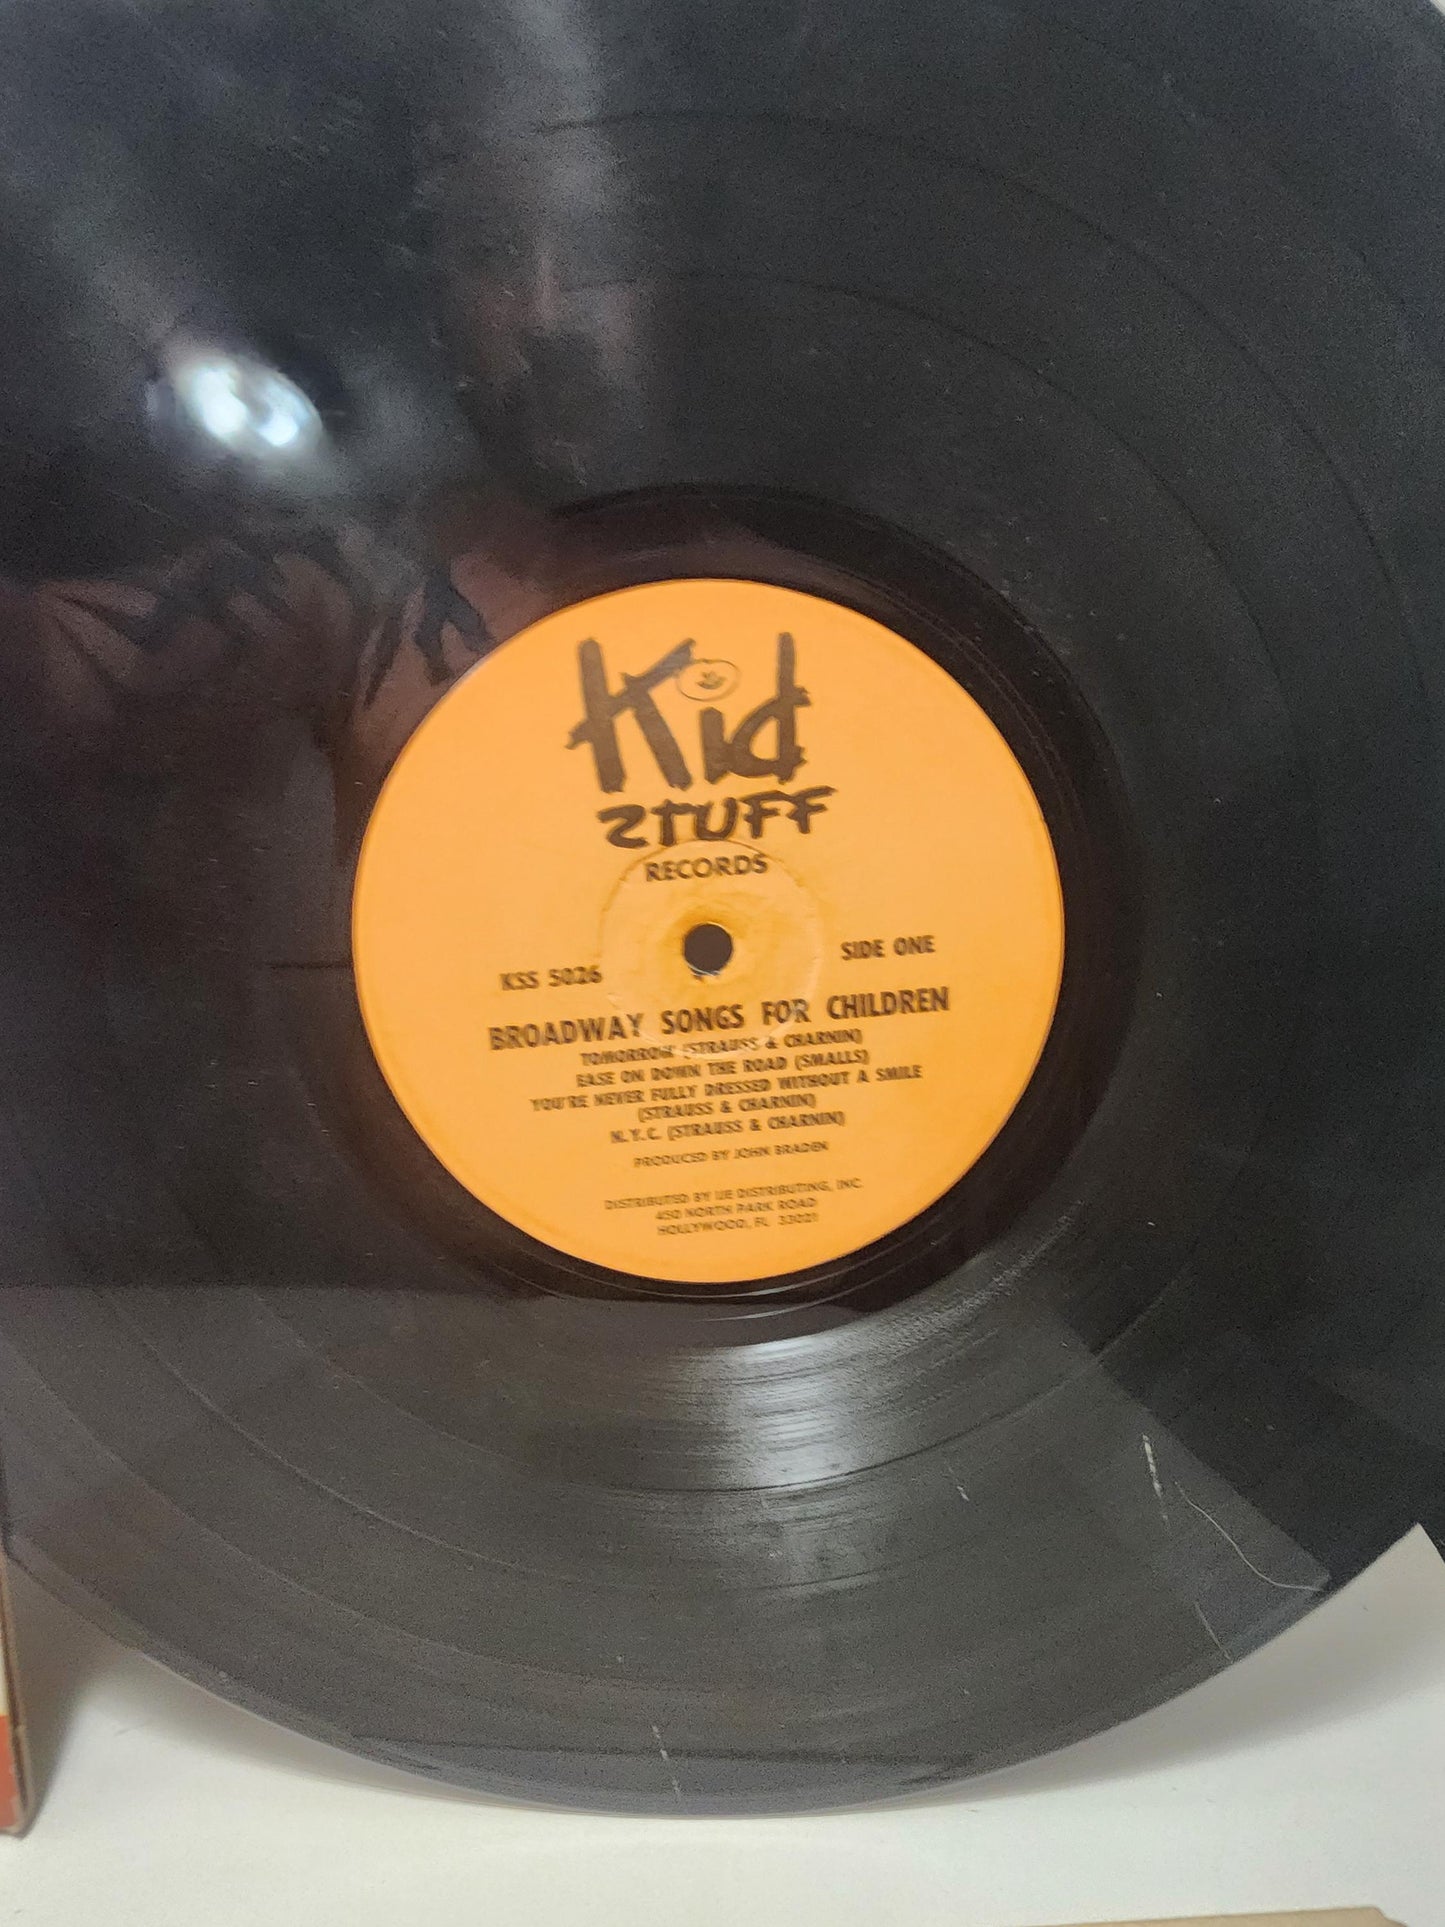 Kid
STUFF
RECORDS
KSS 5026
SIDE ONE
BROADWAY SONGS FOR CHILDREN
TOMORROW (STRAUSS & CHARNIN)
EASE ON DOWN THE ROAD (SMALLS)
YOU'RE NEVER FULLY DRESSED WITHOUT A SMILE
(STRAUSS & CHARNIN)
N.Y.C. (STRAUSS & CHARNIN)
PRODUCED BY JOHN BRADEN
DISTRIBUTED BY IJE DISTRIBUTING, INC.
450 NORTH PARK ROAD
HOLLYWOOD, FL 33021